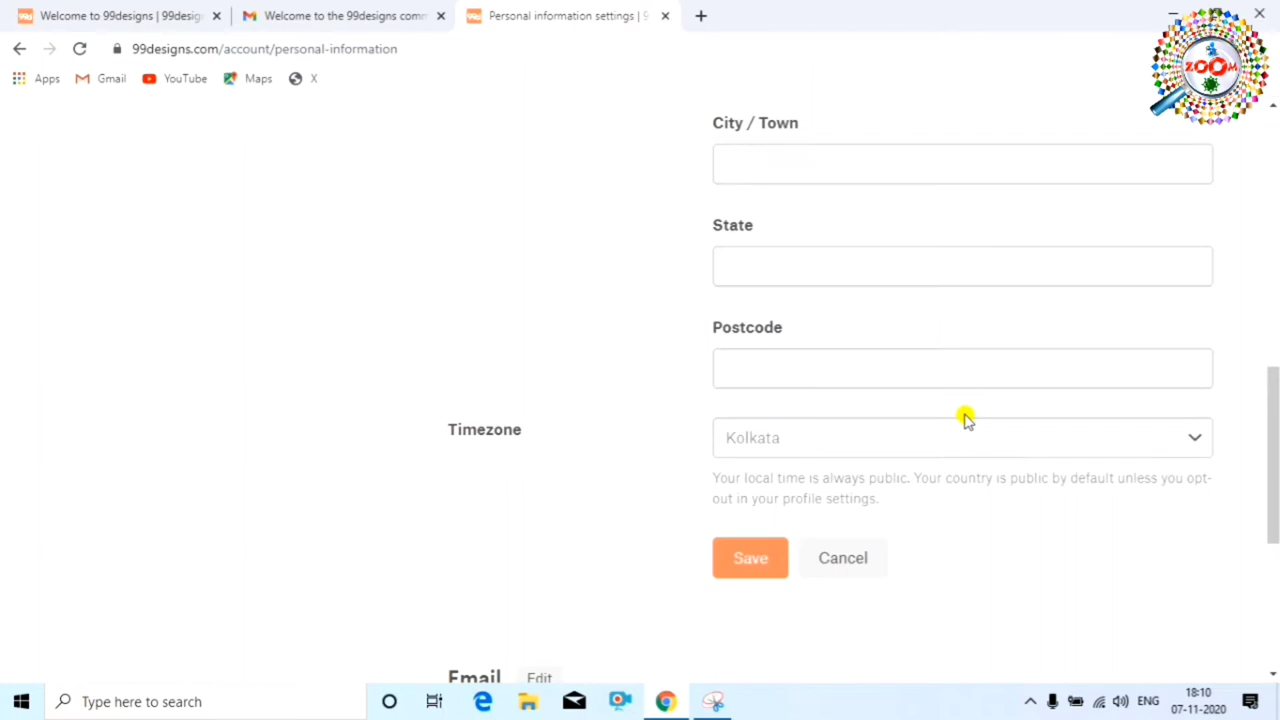 Welcome to 99designs | 99desig
Welcome to the 99designs comm
Personal information settings | 9
99designs.com/account/personal-information
Apps
Gmail
YouTube
Maps
X
ZOOM
City / Town
State
Postcode
Timezone
Kolkata
Your local time is always public. Your country is public by default unless you opt-
out in your profile settings.
Save
Cancel
Email
Edit
Type here to search
ENG
18:10
07-11-2020